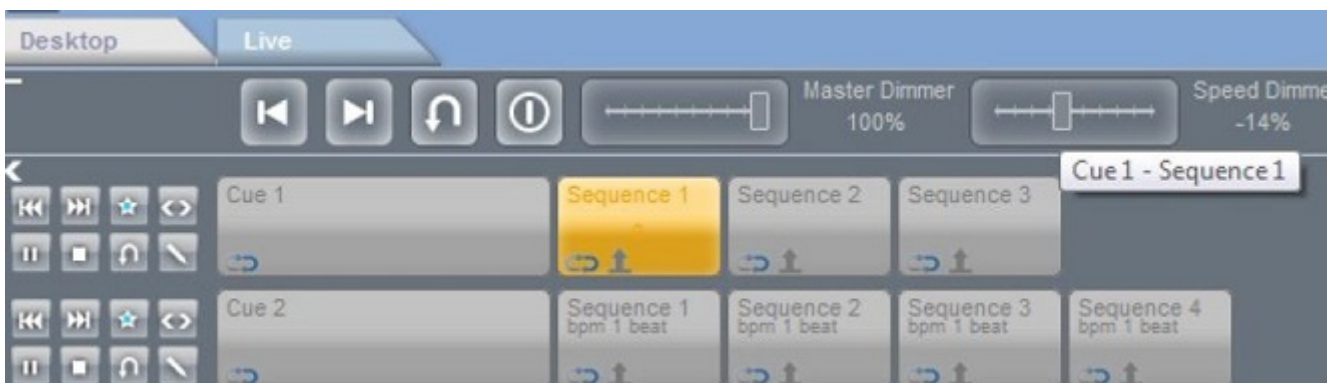 Desktop
Live
Master Dimmer
100%
Speed Dimme
-14%
Cue 1 - Sequence 1
Cue 1
Sequence 1
Sequence 2
Sequence 3
Cue 2
Sequence 1
bpm 1 beat
Sequence 2
bpm 1 beat
Sequence 3
bpm 1 beat
Sequence 4
bpm 1 beat